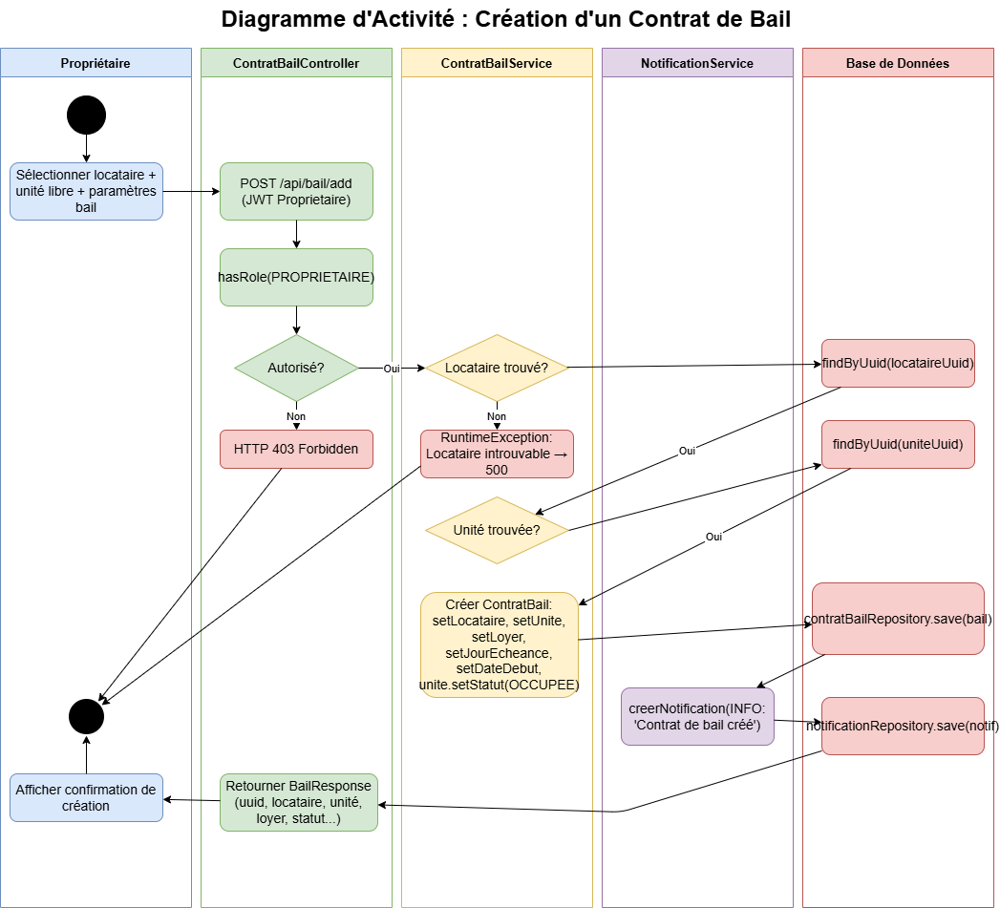 Diagramme d'Activité : Création d'un Contrat de Bail
Propriétaire
ContratBailController
ContratBailService
NotificationService
Base de Données
Sélectionner locataire +
unité libre + paramètres
bail
POST /api/bail/add
(JWT Proprietaire)
hasRole(PROPRIETAIRE)
Autorisé?
Oui
Locataire trouvé?
findByUuid(locataireUuid)
Non
Non
HTTP 403 Forbidden
RuntimeException:
Locataire introuvable →
500
Oui
findByUuid(uniteUuid)
Unité trouvée?
Oui
Créer ContratBail:
setLocataire, setUnite,
setLoyer,
setJourEcheance,
setDateDebut,
unite.setStatut(OCCUPEE)
contratBailRepository.save(bail)
creerNotification(INFO:
'Contrat de bail créé')
notificationRepository.save(notif)
Afficher confirmation de
création
Retourner BailResponse
(uuid, locataire, unité,
loyer, statut...)